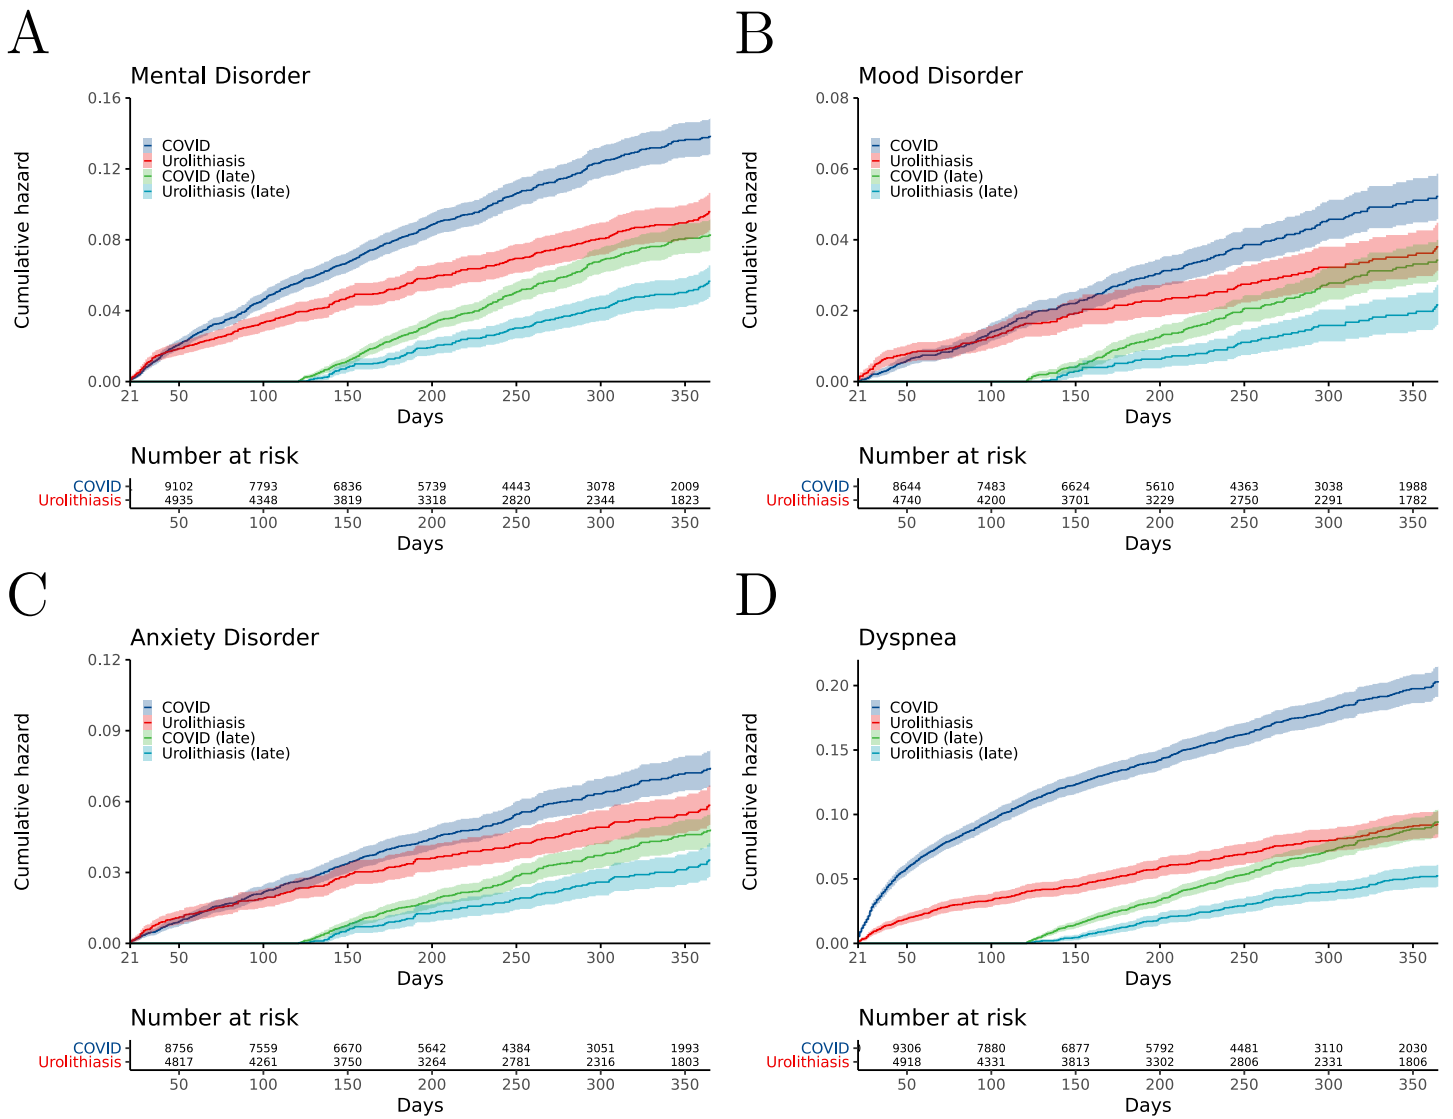 A
Mental Disorder
0.16
0.12
0.08
0.04
0.00
Cumulative hazard
COVID
Urolithiasis
COVID (late)
Urolithiasis (late)
21 50 100 150 200 250 300 350
Days
Number at risk
COVID 9102 7793 6836 5739 4443 3078 2009
Urolithiasis 4935 4348 3819 3318 2820 2344 1823
50 100 150 200 250 300 350
Days
B
Mood Disorder
0.08
0.06
0.04
0.02
0.00
Cumulative hazard
COVID
Urolithiasis
COVID (late)
Urolithiasis (late)
21 50 100 150 200 250 300 350
Days
Number at risk
COVID 8644 7483 6624 5610 4363 3038 1988
Urolithiasis 4740 4200 3701 3229 2750 2291 1782
50 100 150 200 250 300 350
Days
C
Anxiety Disorder
0.12
0.09
0.06
0.03
0.00
Cumulative hazard
COVID
Urolithiasis
COVID (late)
Urolithiasis (late)
21 50 100 150 200 250 300 350
Days
Number at risk
COVID 8756 7559 6670 5642 4384 3051 1993
Urolithiasis 4817 4261 3750 3264 2781 2316 1803
50 100 150 200 250 300 350
Days
D
Dyspnea
0.20
0.15
0.10
0.05
0.00
Cumulative hazard
COVID
Urolithiasis
COVID (late)
Urolithiasis (late)
21 50 100 150 200 250 300 350
Days
Number at risk
COVID 9306 7880 6877 5792 4481 3110 2030
Urolithiasis 4918 4331 3813 3302 2806 2331 1806
50 100 150 200 250 300 350
Days